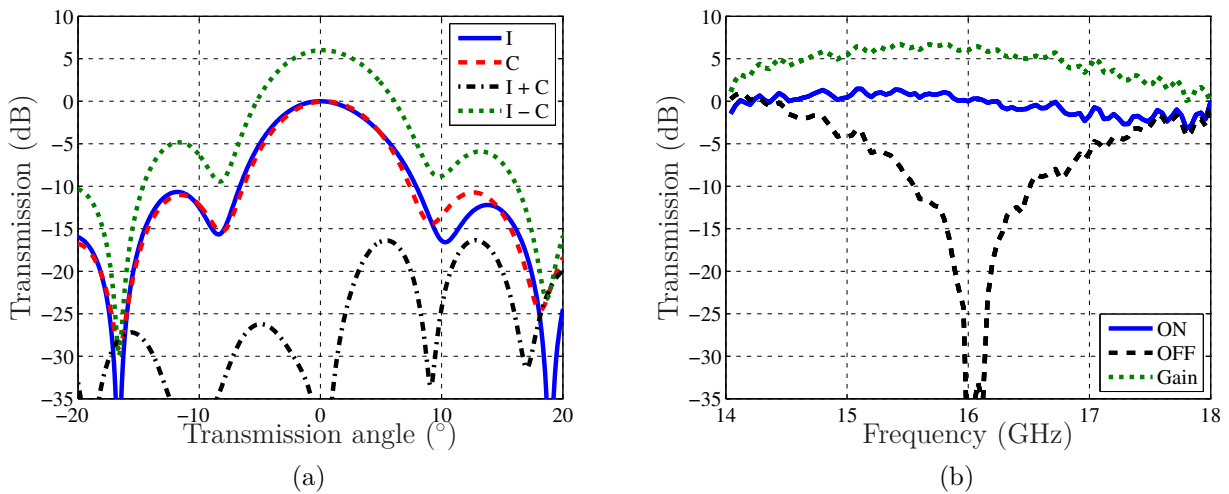 10
5
0
−5
−10
−15
−20
−25
−30
−35
−20
−10
0
10
20
Transmission (dB)
Transmission angle (°)
I
C
I + C
I − C
(a)
10
5
0
-5
-10
-15
-20
-25
-30
-35
14
15
16
17
18
Transmission (dB)
Frequency (GHz)
ON
OFF
Gain
(b)